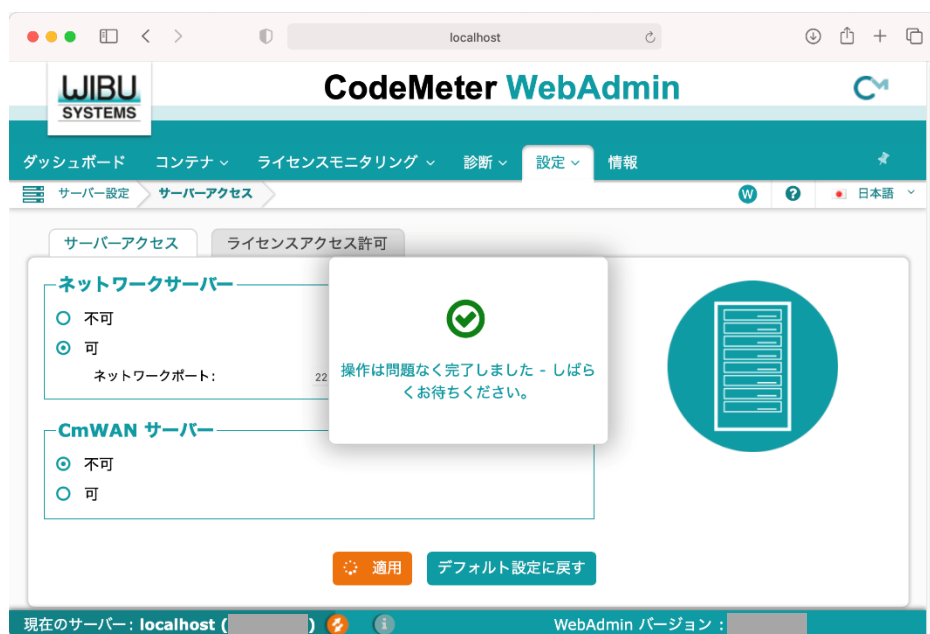 localhost
WIBU
SYSTEMS
CodeMeter WebAdmin
ダッシュボード コンテナ ライセンスモニタリング 診断 設定 情報
サーバー設定 サーバーアクセス W ? 日本語
サーバーアクセス ライセンスアクセス許可
ネットワークサーバー
不可
可
ネットワークポート: 22
操作は問題なく完了しました - しばら
くお待ちください。
CmWAN サーバー
不可
可
適用 デフォルト設定に戻す
現在のサーバー: localhost ( ) WebAdmin バージョン :